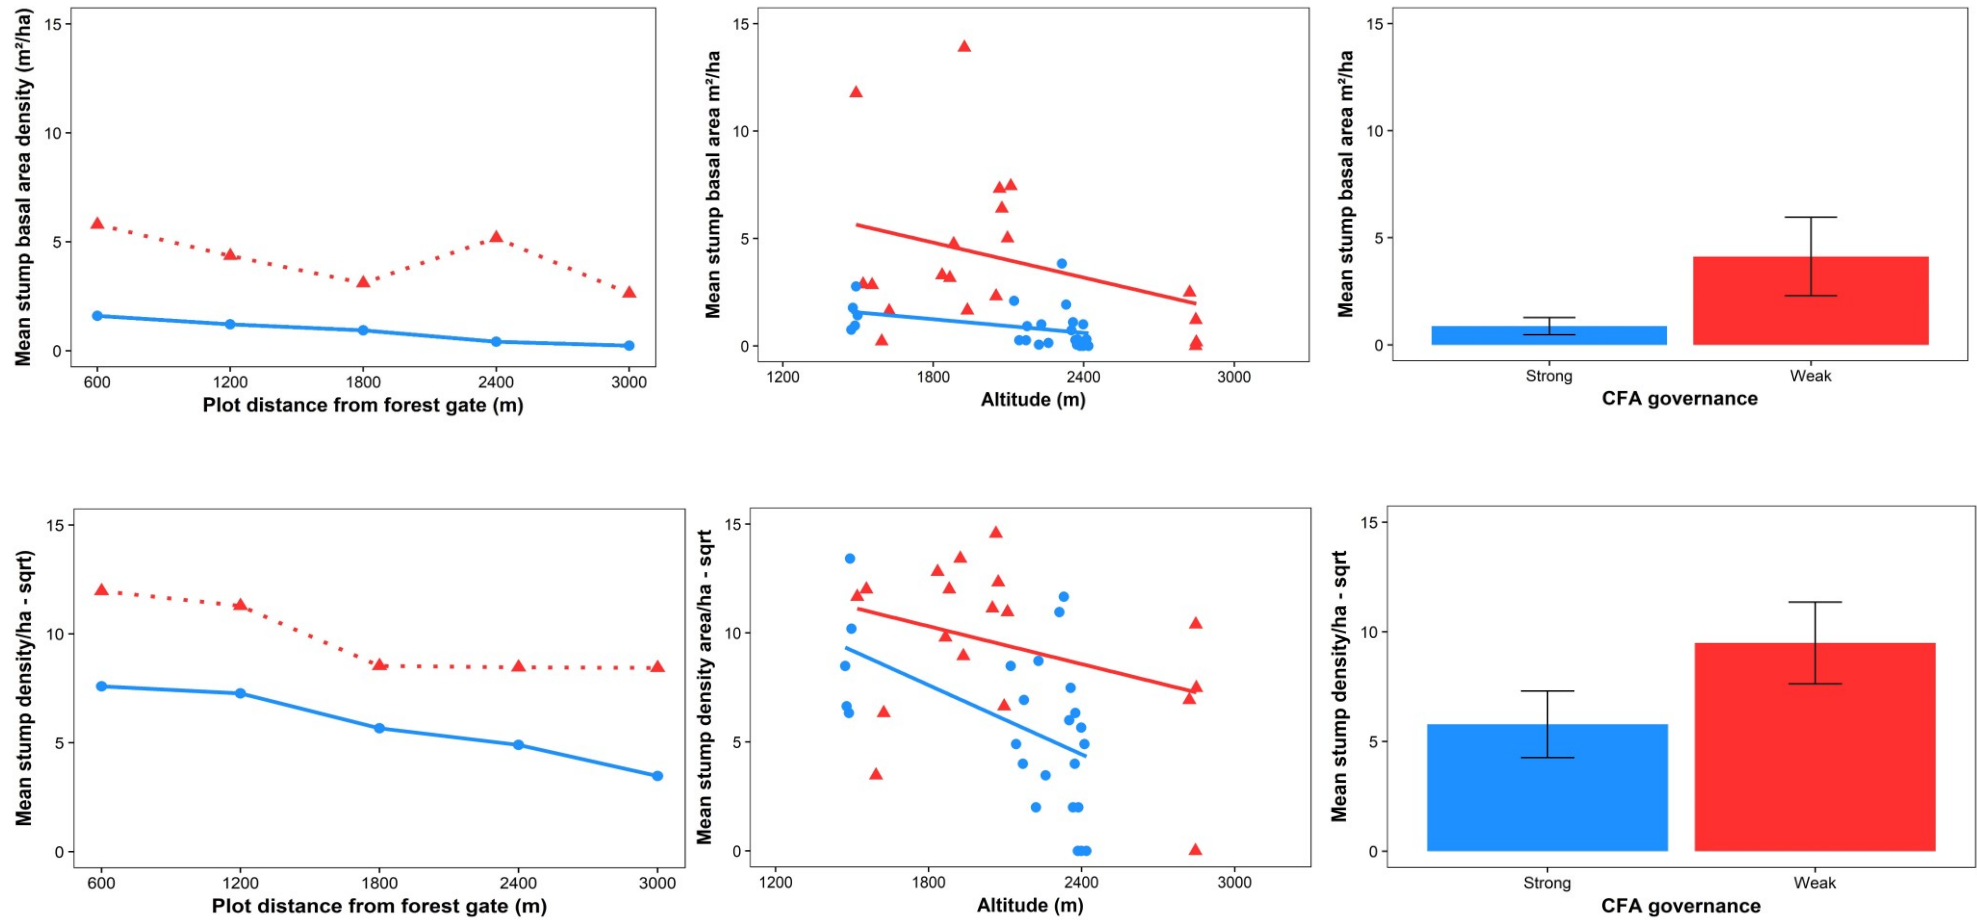 Mean stump basal area density (m²/ha)
15
10
5
0
600 1200 1800 2400 3000
Plot distance from forest gate (m)
Mean stump basal area m²/ha
15
10
5
0
1200 1800 2400 3000
Altitude (m)
Mean stump basal area m²/ha
15
10
5
0
Strong Weak
CFA governance
Mean stump density/ha - sqrt)
15
10
5
0
600 1200 1800 2400 3000
Plot distance from forest gate (m)
Mean stump density area/ha - sqrt
15
10
5
0
1200 1800 2400 3000
Altitude (m)
Mean stump density/ha - sqrt
15
10
5
0
Strong Weak
CFA governance